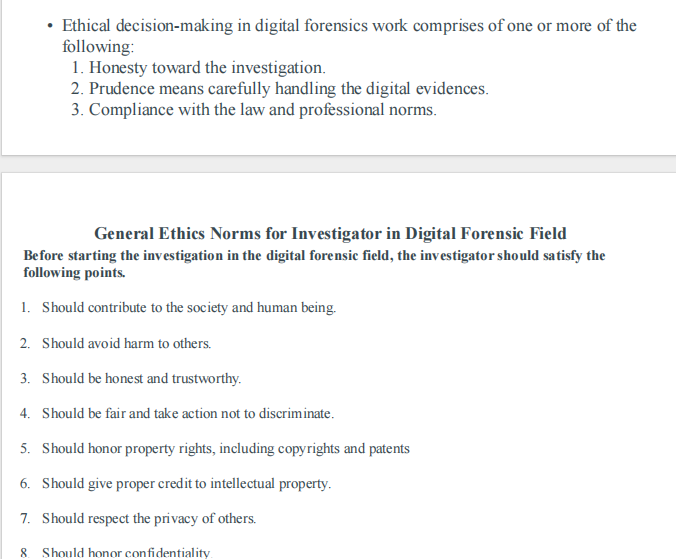 • Ethical decision-making in digital forensics work comprises of one or more of the
following:
1. Honesty toward the investigation.
2. Prudence means carefully handling the digital evidences.
3. Compliance with the law and professional norms.
General Ethics Norms for Investigator in Digital Forensic Field
Before starting the investigation in the digital forensic field, the investigator should satisfy the
following points.
1. Should contribute to the society and human being.
2. Should avoid harm to others.
3. Should be honest and trustworthy.
4. Should be fair and take action not to discriminate.
5. Should honor property rights, including copyrights and patents
6. Should give proper credit to intellectual property.
7. Should respect the privacy of others.
8. Should honor confidentiality.